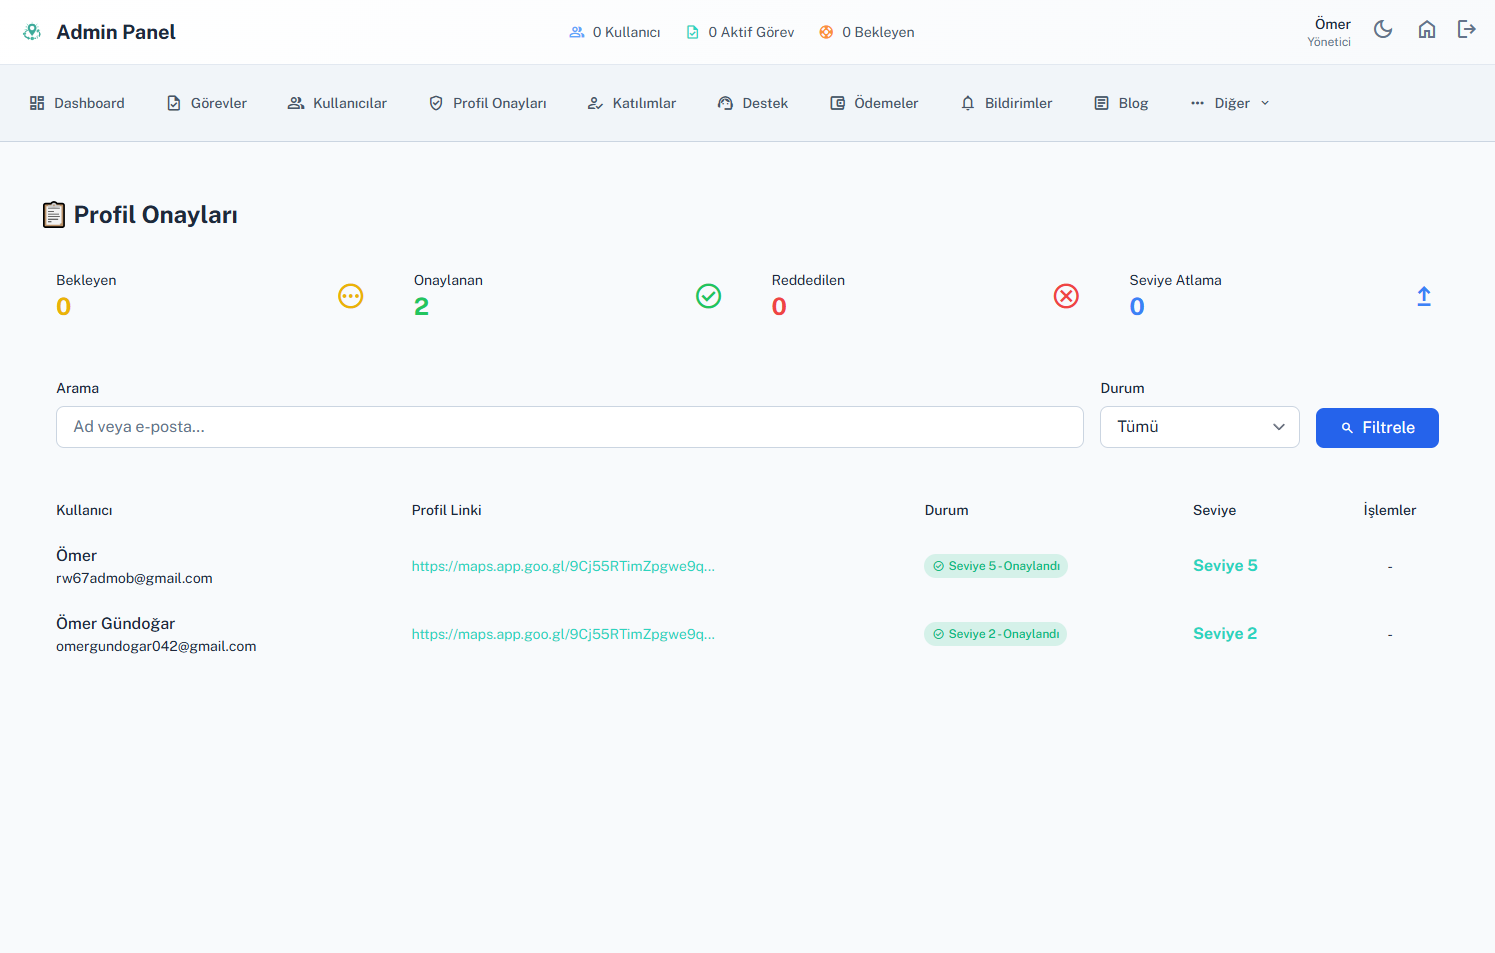 Admin Panel
0 Kullanıcı 0 Aktif Görev 0 Bekleyen
Ömer
Yönetici
Dashboard Görevler Kullanıcılar Profil Onayları Katılımlar Destek Ödemeler Bildirimler Blog Diğer
Profil Onayları
Bekleyen Onaylanan Reddedilen Seviye Atlama
0 2 0 0
Arama Durum
Ad veya e-posta... Tümü Filtrele
Kullanıcı Profil Linki Durum Seviye İşlemler
Ömer
rw67admob@gmail.com https://maps.app.goo.gl/9Cj55RTimZpgwe9q... Seviye 5 - Onaylandı Seviye 5 -
Ömer Gündoğar
omergundogar042@gmail.com https://maps.app.goo.gl/9Cj55RTimZpgwe9q... Seviye 2 - Onaylandı Seviye 2 -